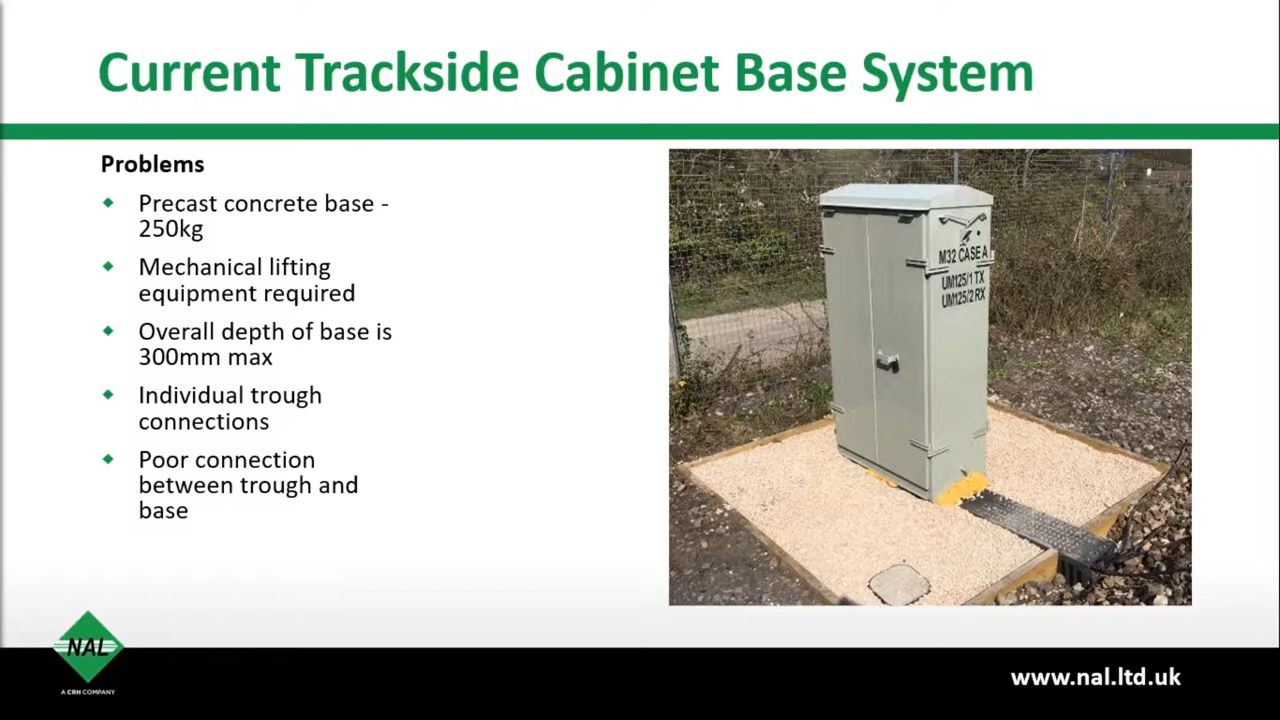 Current Trackside Cabinet Base System
Problems
Precast concrete base -
250kg
Mechanical lifting
equipment required
Overall depth of base is
300mm max
Individual trough
connections
Poor connection
between trough and
base
M32 CASE A
UM125/1 TX
UM125/2 RX
NAL
A CRH COMPANY
www.nal.ltd.uk